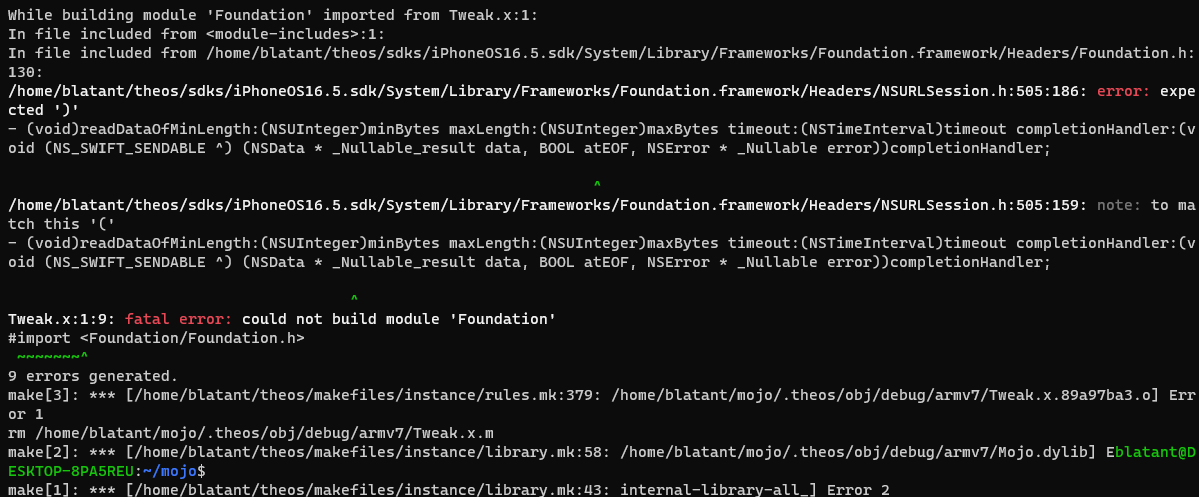 While building module 'Foundation' imported from Tweak.x:1:
In file included from <module-includes>:1:
In file included from /home/blatant/theos/sdks/iPhoneOS16.5.sdk/System/Library/Frameworks/Foundation.framework/Headers/Foundation.h:
130:
/home/blatant/theos/sdks/iPhoneOS16.5.sdk/System/Library/Frameworks/Foundation.framework/Headers/NSURLSession.h:505:186: error: expe
cted ')'
- (void)readDataOfMinLength:(NSUInteger)minBytes maxLength:(NSUInteger)maxBytes timeout:(NSTimeInterval)timeout completionHandler:(v
oid (NS_SWIFT_SENDABLE ^) (NSData * _Nullable_result data, BOOL atEOF, NSError * _Nullable error))completionHandler;
^
/home/blatant/theos/sdks/iPhoneOS16.5.sdk/System/Library/Frameworks/Foundation.framework/Headers/NSURLSession.h:505:159: note: to ma
tch this '('
- (void)readDataOfMinLength:(NSUInteger)minBytes maxLength:(NSUInteger)maxBytes timeout:(NSTimeInterval)timeout completionHandler:(v
oid (NS_SWIFT_SENDABLE ^) (NSData * _Nullable_result data, BOOL atEOF, NSError * _Nullable error))completionHandler;
^
Tweak.x:1:9: fatal error: could not build module 'Foundation'
#import <Foundation/Foundation.h>
~~~~~~~^
9 errors generated.
make[3]: *** [/home/blatant/theos/makefiles/instance/rules.mk:379: /home/blatant/mojo/.theos/obj/debug/armv7/Tweak.x.89a97ba3.o] Err
or 1
rm /home/blatant/mojo/.theos/obj/debug/armv7/Tweak.x.m
make[2]: *** [/home/blatant/theos/makefiles/instance/library.mk:58: /home/blatant/mojo/.theos/obj/debug/armv7/Mojo.dylib] Eblatant@D
ESKTOP-8PA5REU:~/mojo$
make[1]: *** [/home/blatant/theos/makefiles/instance/library.mk:43: internal-library-all_] Error 2